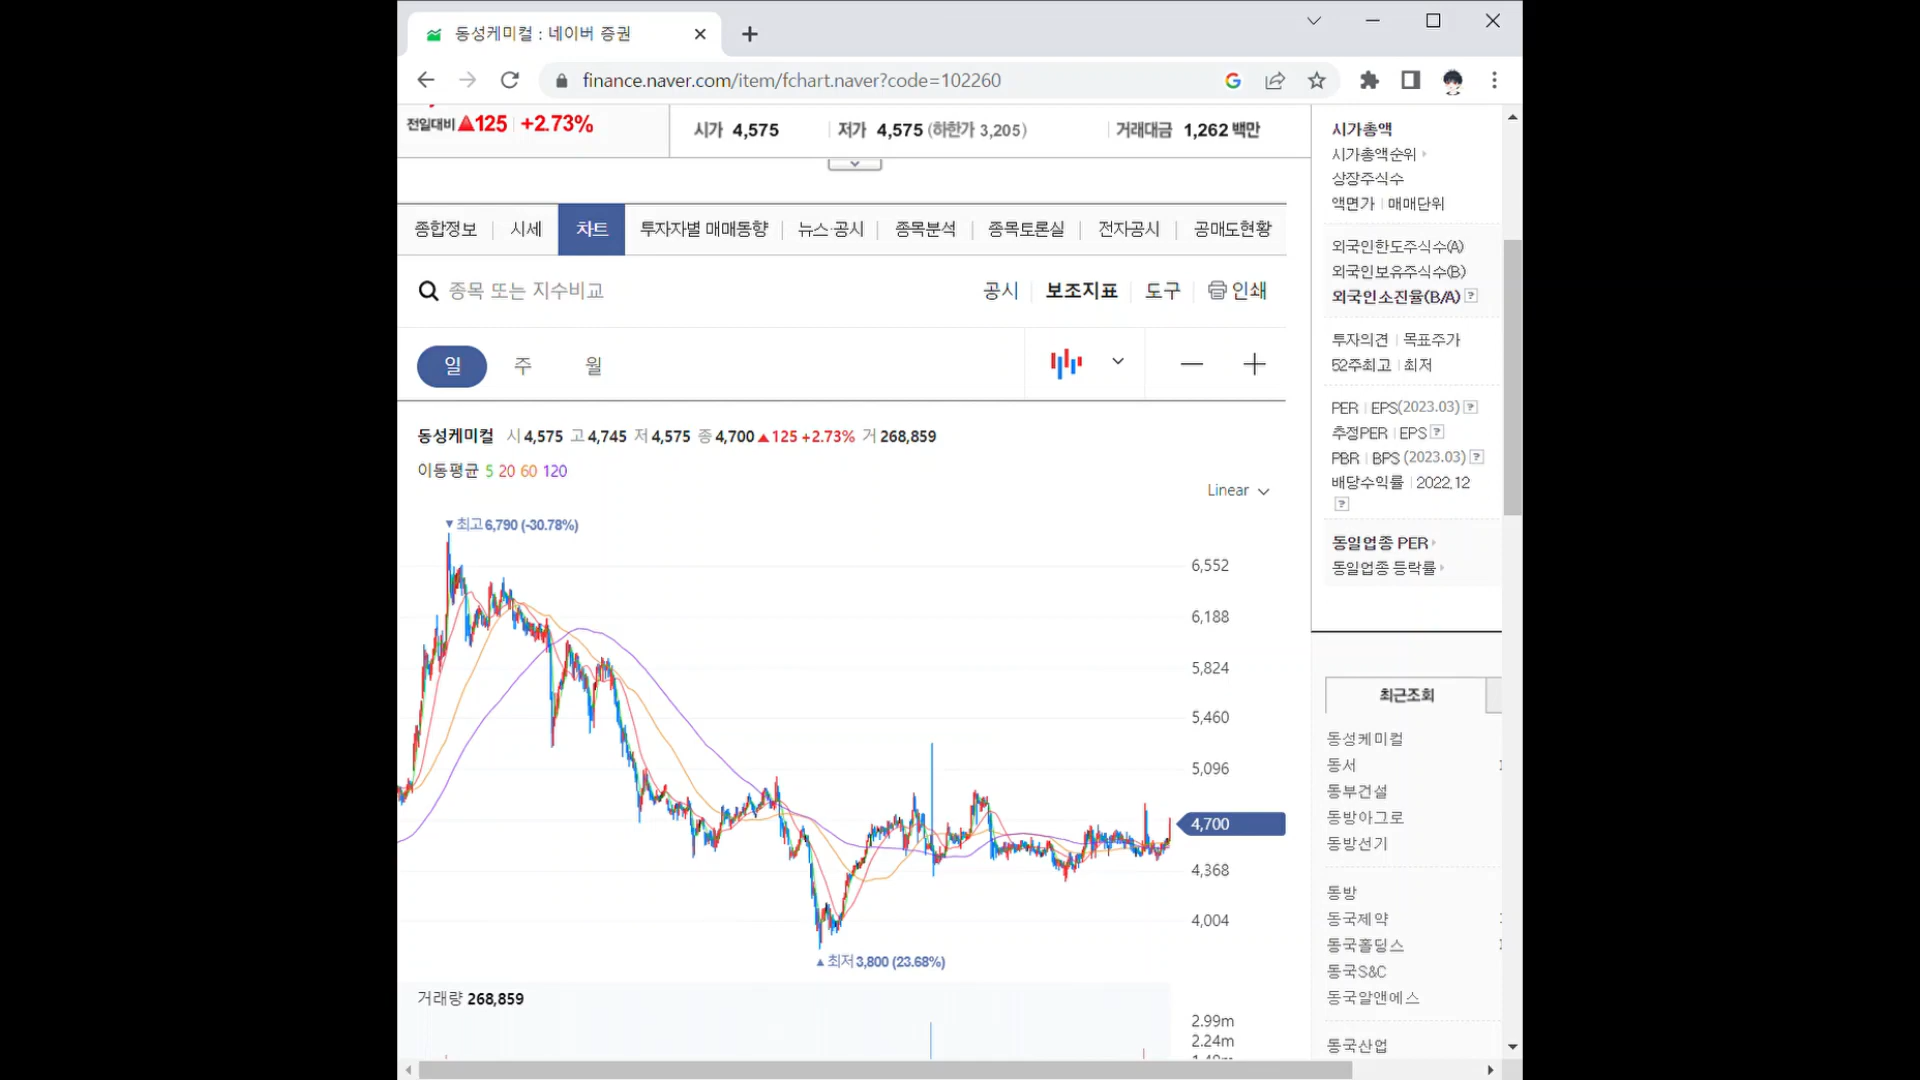 동성케미컬 : 네이버 증권
finance.naver.com/item/fchart.naver?code=102260
전일대비 ▲125 +2.73%
시가 4,575 저가 4,575 (하한가 3,205) 거래대금 1,262 백만
종합정보 시세 차트 투자자별 매매동향 뉴스·공시 종목분석 종목토론실 전자공시 공매도현황
종목 또는 지수비교 공시 보조지표 도구 인쇄
일 주 월
동성케미컬 시 4,575 고 4,745 저 4,575 종 4,700 ▲125 +2.73% 거 268,859
이동평균 5 20 60 120
Linear
▼최고 6,790 (-30.78%)
6,552
6,188
5,824
5,460
5,096
4,700
4,368
4,004
▲최저 3,800 (23.68%)
거래량 268,859
2.99m
2.24m
시가총액
시가총액순위
상장주식수
액면가 매매단위
외국인한도주식수(A)
외국인보유주식수(B)
외국인소진율(B/A) ?
투자의견 목표주가
52주최고 최저
PER EPS(2023.03) ?
추정PER EPS ?
PBR BPS (2023.03) ?
배당수익률 2022.12
?
동일업종 PER
동일업종 등락률
최근조회
동성케미컬
동서
동부건설
동방아그로
동방선기
동방
동국제약
동국홀딩스
동국S&C
동국알앤에스
동국산업